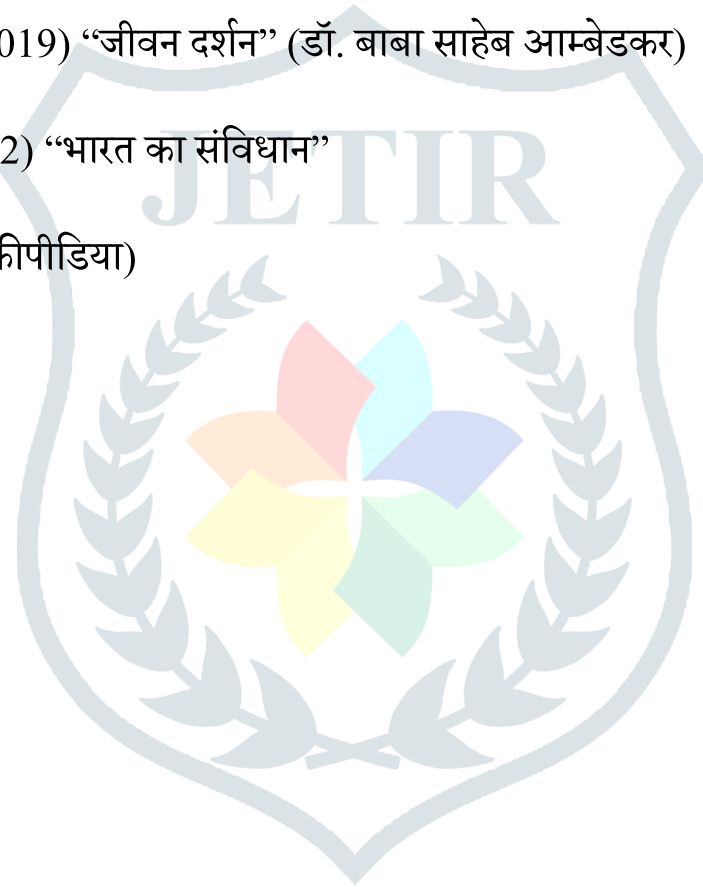 019) “जीवन दर्शन” (डॉ. बाबा साहेब आम्बेडकर)
2) “भारत का संविधान”
JETIR
कीपीडिया)